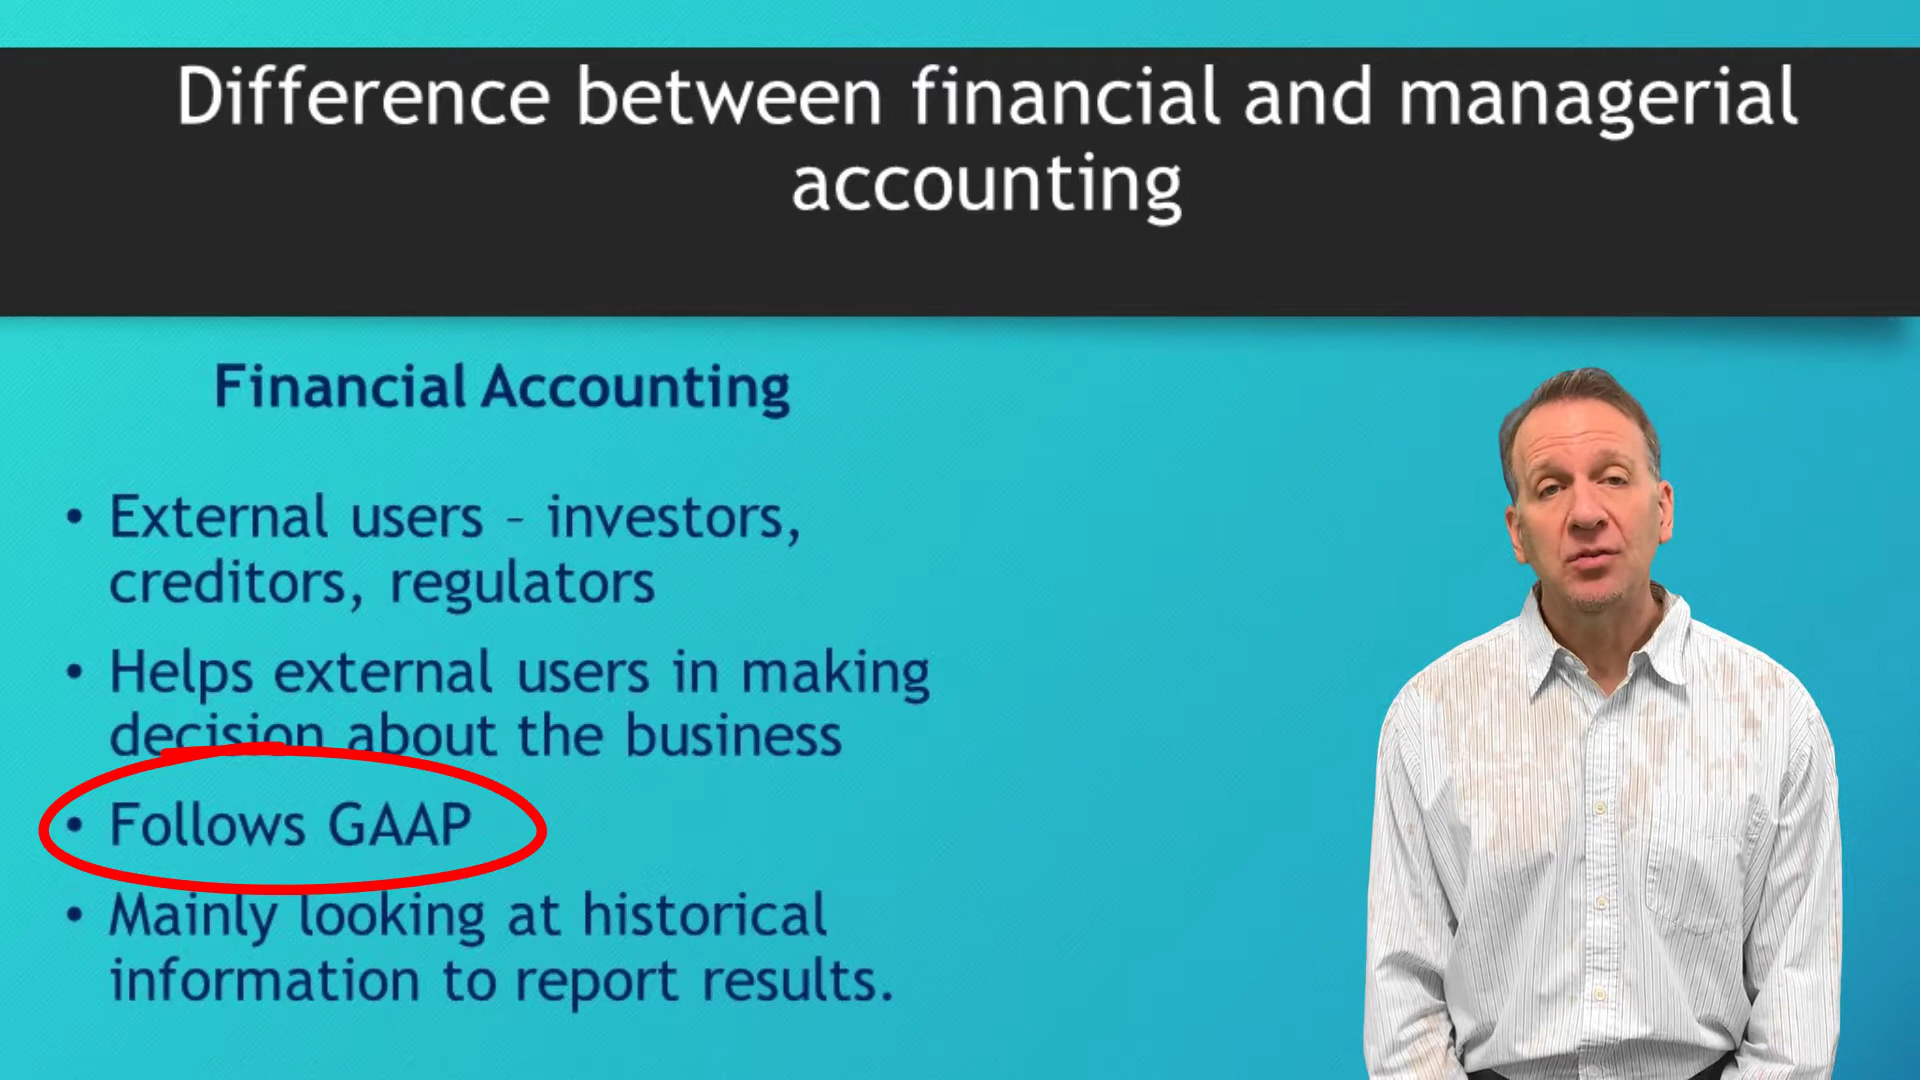 Difference between financial and managerial
accounting
Financial Accounting
• External users – investors,
creditors, regulators
• Helps external users in making
decision about the business
• Follows GAAP
• Mainly looking at historical
information to report results.